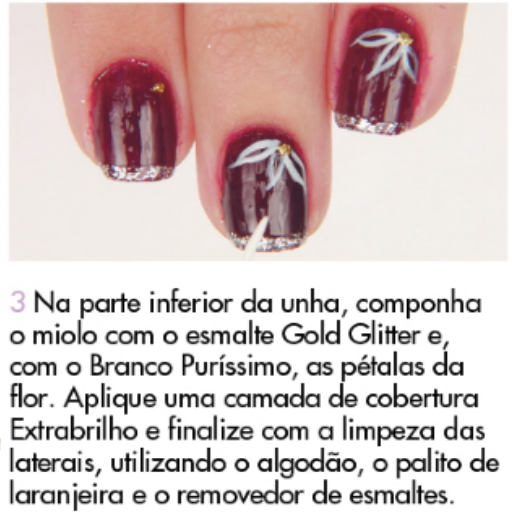 3 Na parte inferior da unha, componha
o miolo com o esmalte Gold Glitter e,
com o Branco Puríssimo, as pétalas da
flor. Aplique uma camada de cobertura
Extrabrilho e finalize com a limpeza das
laterais, utilizando o algodão, o palito de
laranjeira e o removedor de esmaltes.